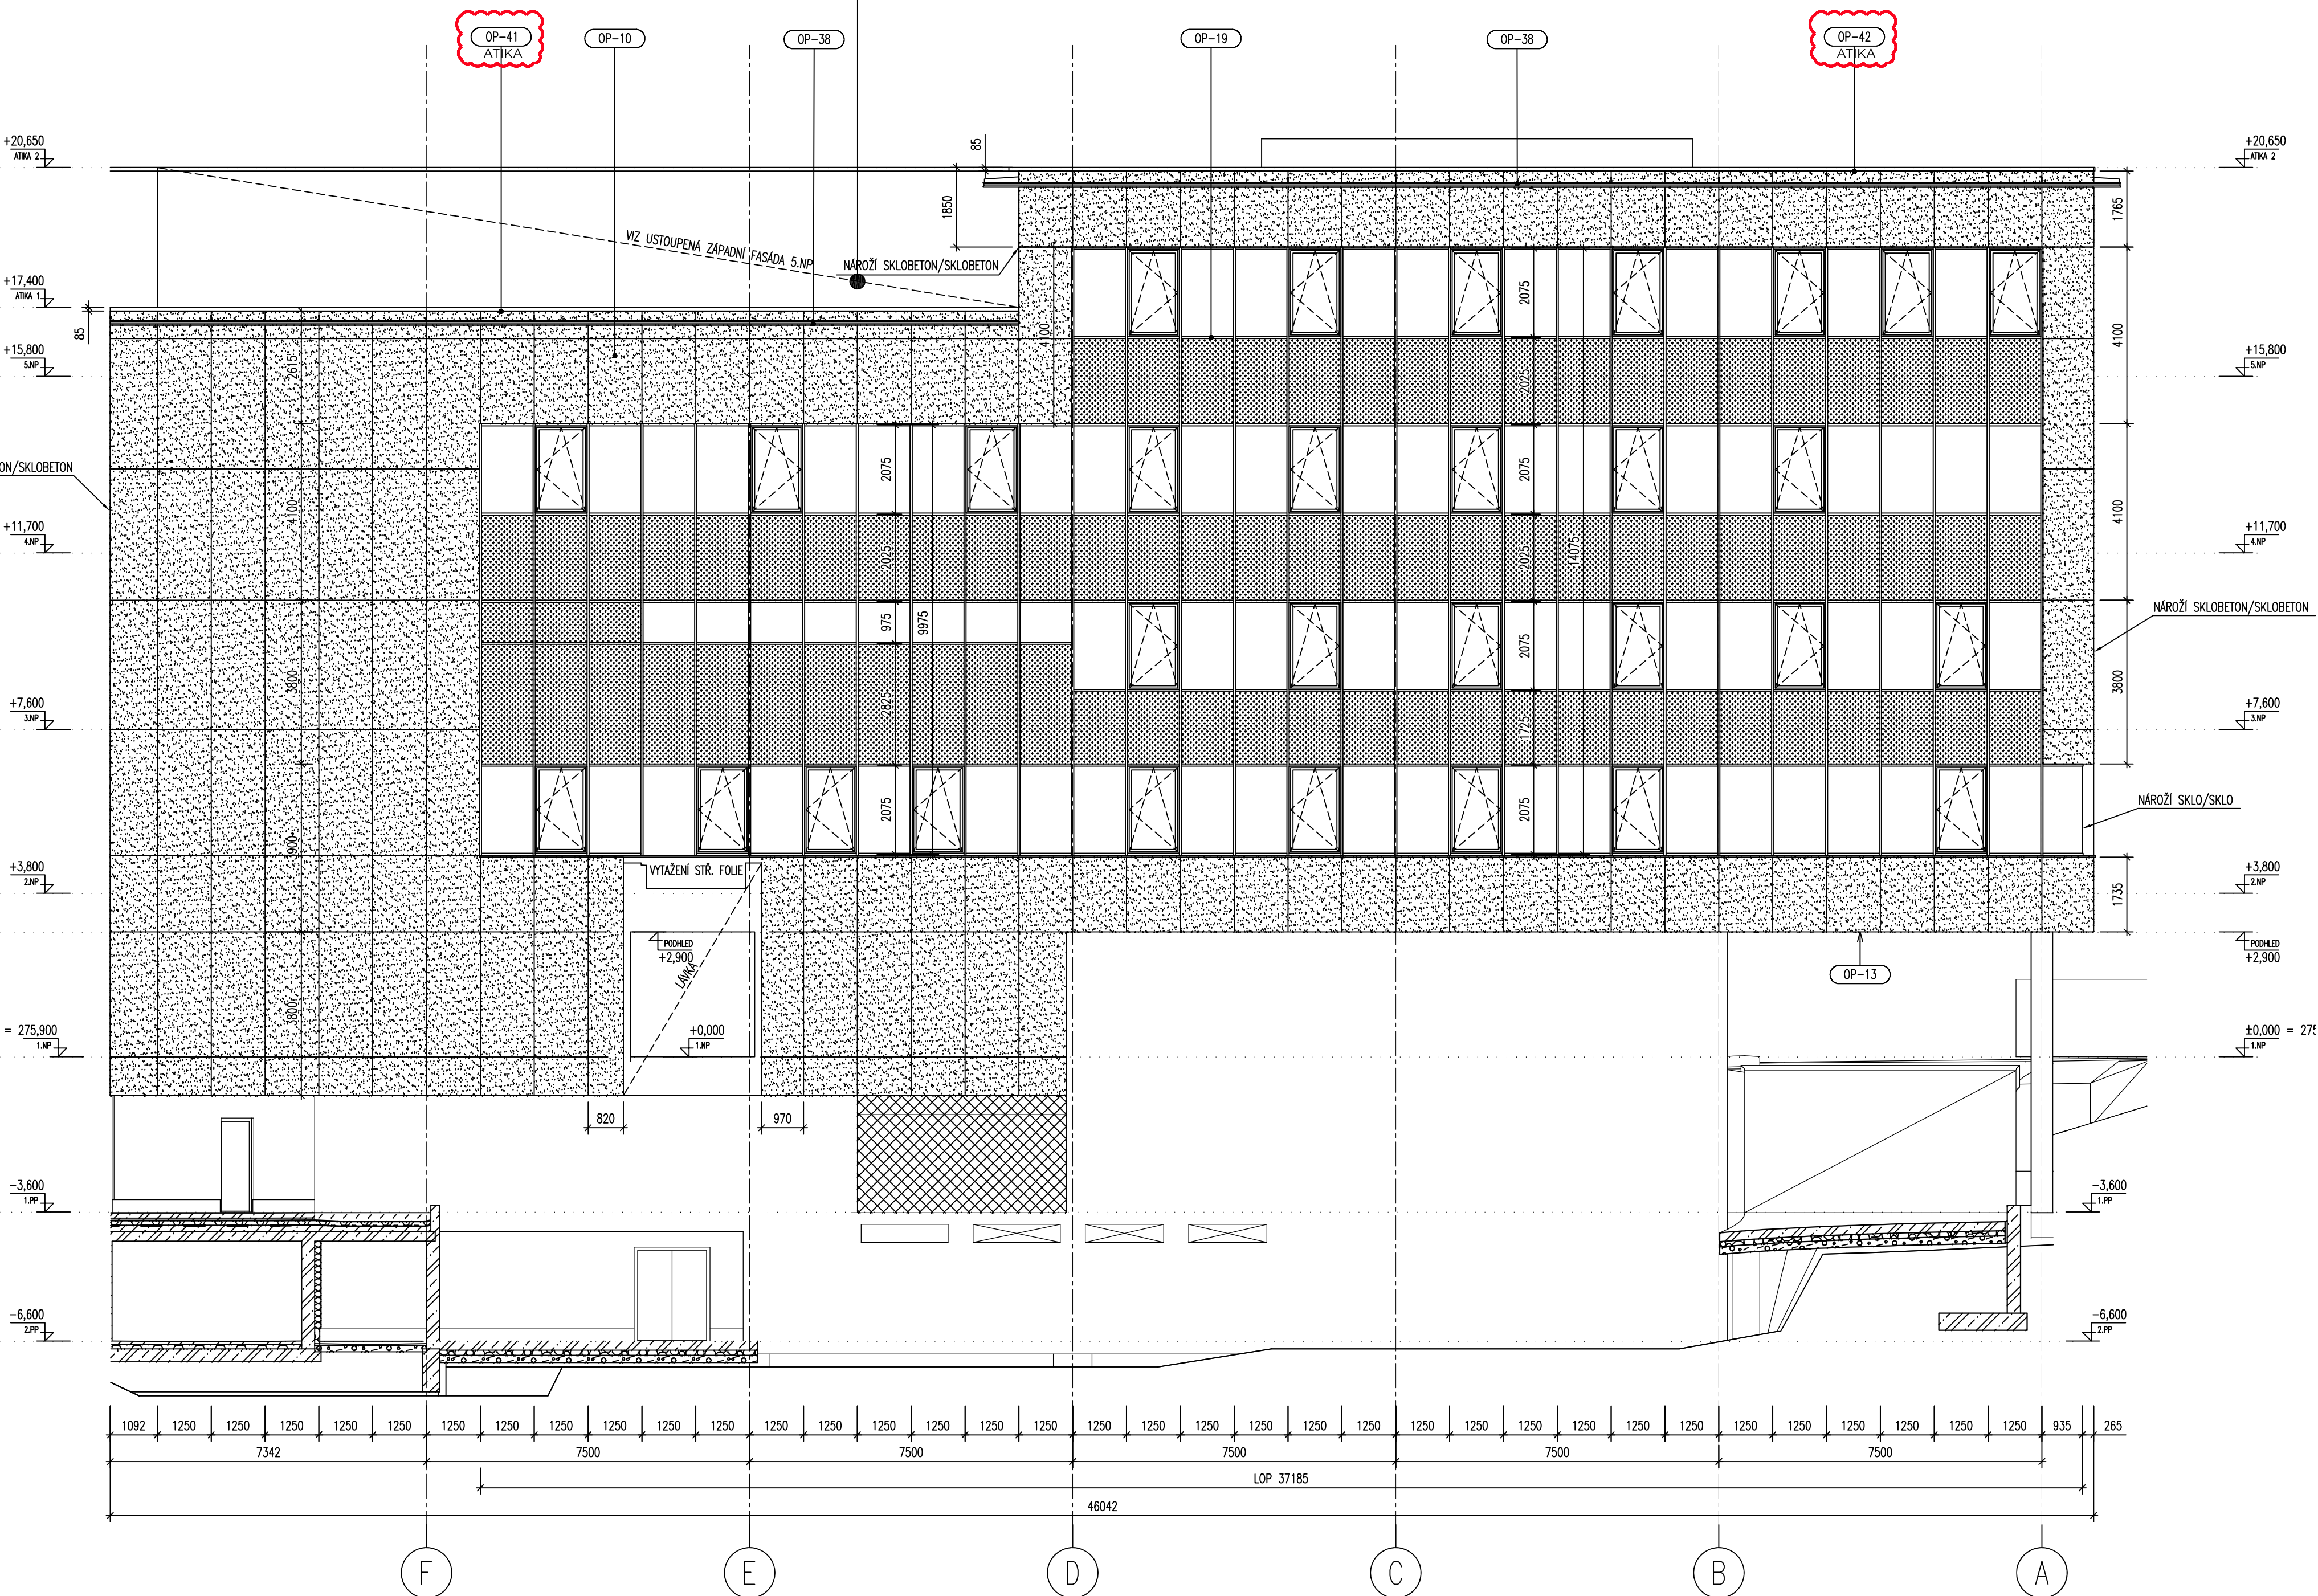 OP-41
ATIKA
OP-10
OP-38
OP-19
OP-38
OP-42
ATIKA
+20,650
ATIKA 2
85
+20,650
ATIKA 2
1850
1765
VIZ USTOUPENÁ ZÁPADNÍ FASÁDA 5.NP
NÁROŽÍ SKLOBETON/SKLOBETON
+17,400
ATIKA 1
85
2075
4100
4100
+15,800
5.NP
2615
2025
+15,800
5.NP
ON/SKLOBETON
2075
2075
4100
4100
+11,700
4.NP
2025
2025
14075
+11,700
4.NP
975
9975
2075
NÁROŽÍ SKLOBETON/SKLOBETON
3800
2825
1725
3800
+7,600
3.NP
+7,600
3.NP
2075
2075
NÁROŽÍ SKLO/SKLO
3900
+3,800
2.NP
VYTAŽENÍ STŘ. FOLIE
+3,800
2.NP
1735
PODHLED
+2,900
LÁVKA
PODHLED
+2,900
OP-13
3800
= 275,900
1.NP
+0,000
1.NP
±0,000 = 275
1.NP
820
970
-3,600
1.PP
-3,600
1.PP
-6,600
2.PP
-6,600
2.PP
1092 1250 1250 1250 1250 1250 1250 1250 1250 1250 1250 1250 1250 1250 1250 1250 1250 1250 1250 1250 1250 1250 1250 1250 1250 1250 1250 1250 1250 1250 1250 1250 1250 1250 1250 1250 935 265
7342 7500 7500 7500 7500 7500
LOP 37185
46042
F E D C B A